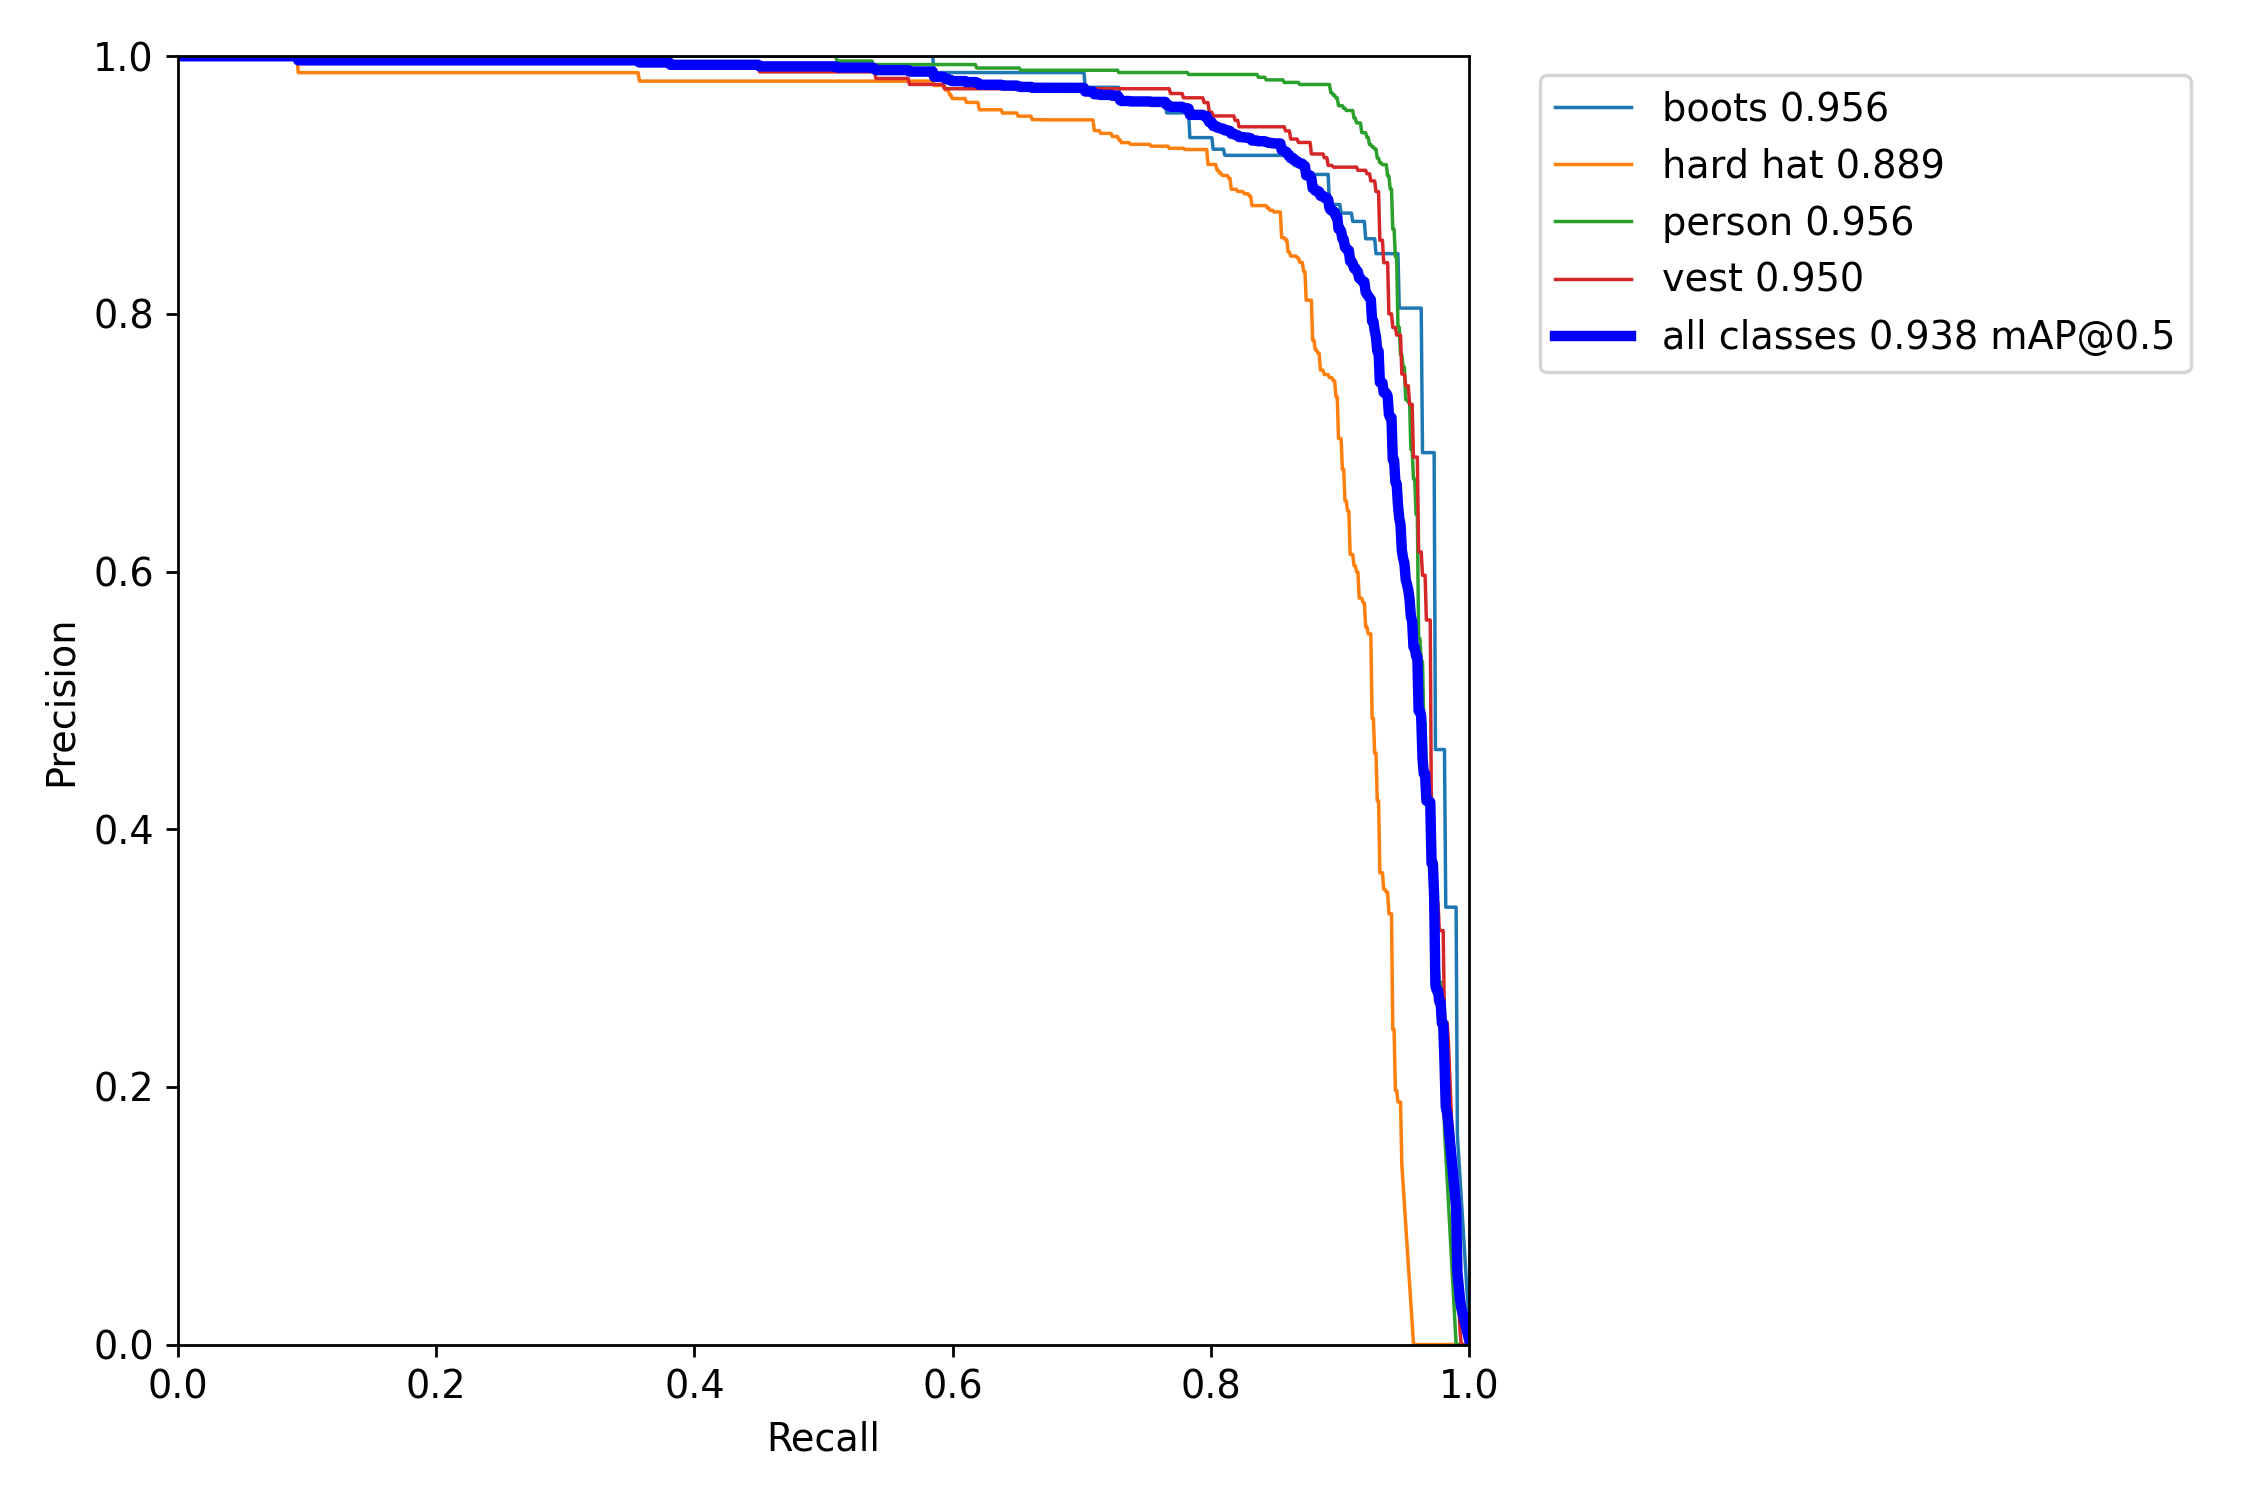 1.0
0.8
0.6
0.4
0.2
0.0
Precision
0.0 0.2 0.4 0.6 0.8 1.0
Recall
boots 0.956
hard hat 0.889
person 0.956
vest 0.950
all classes 0.938 mAP@0.5